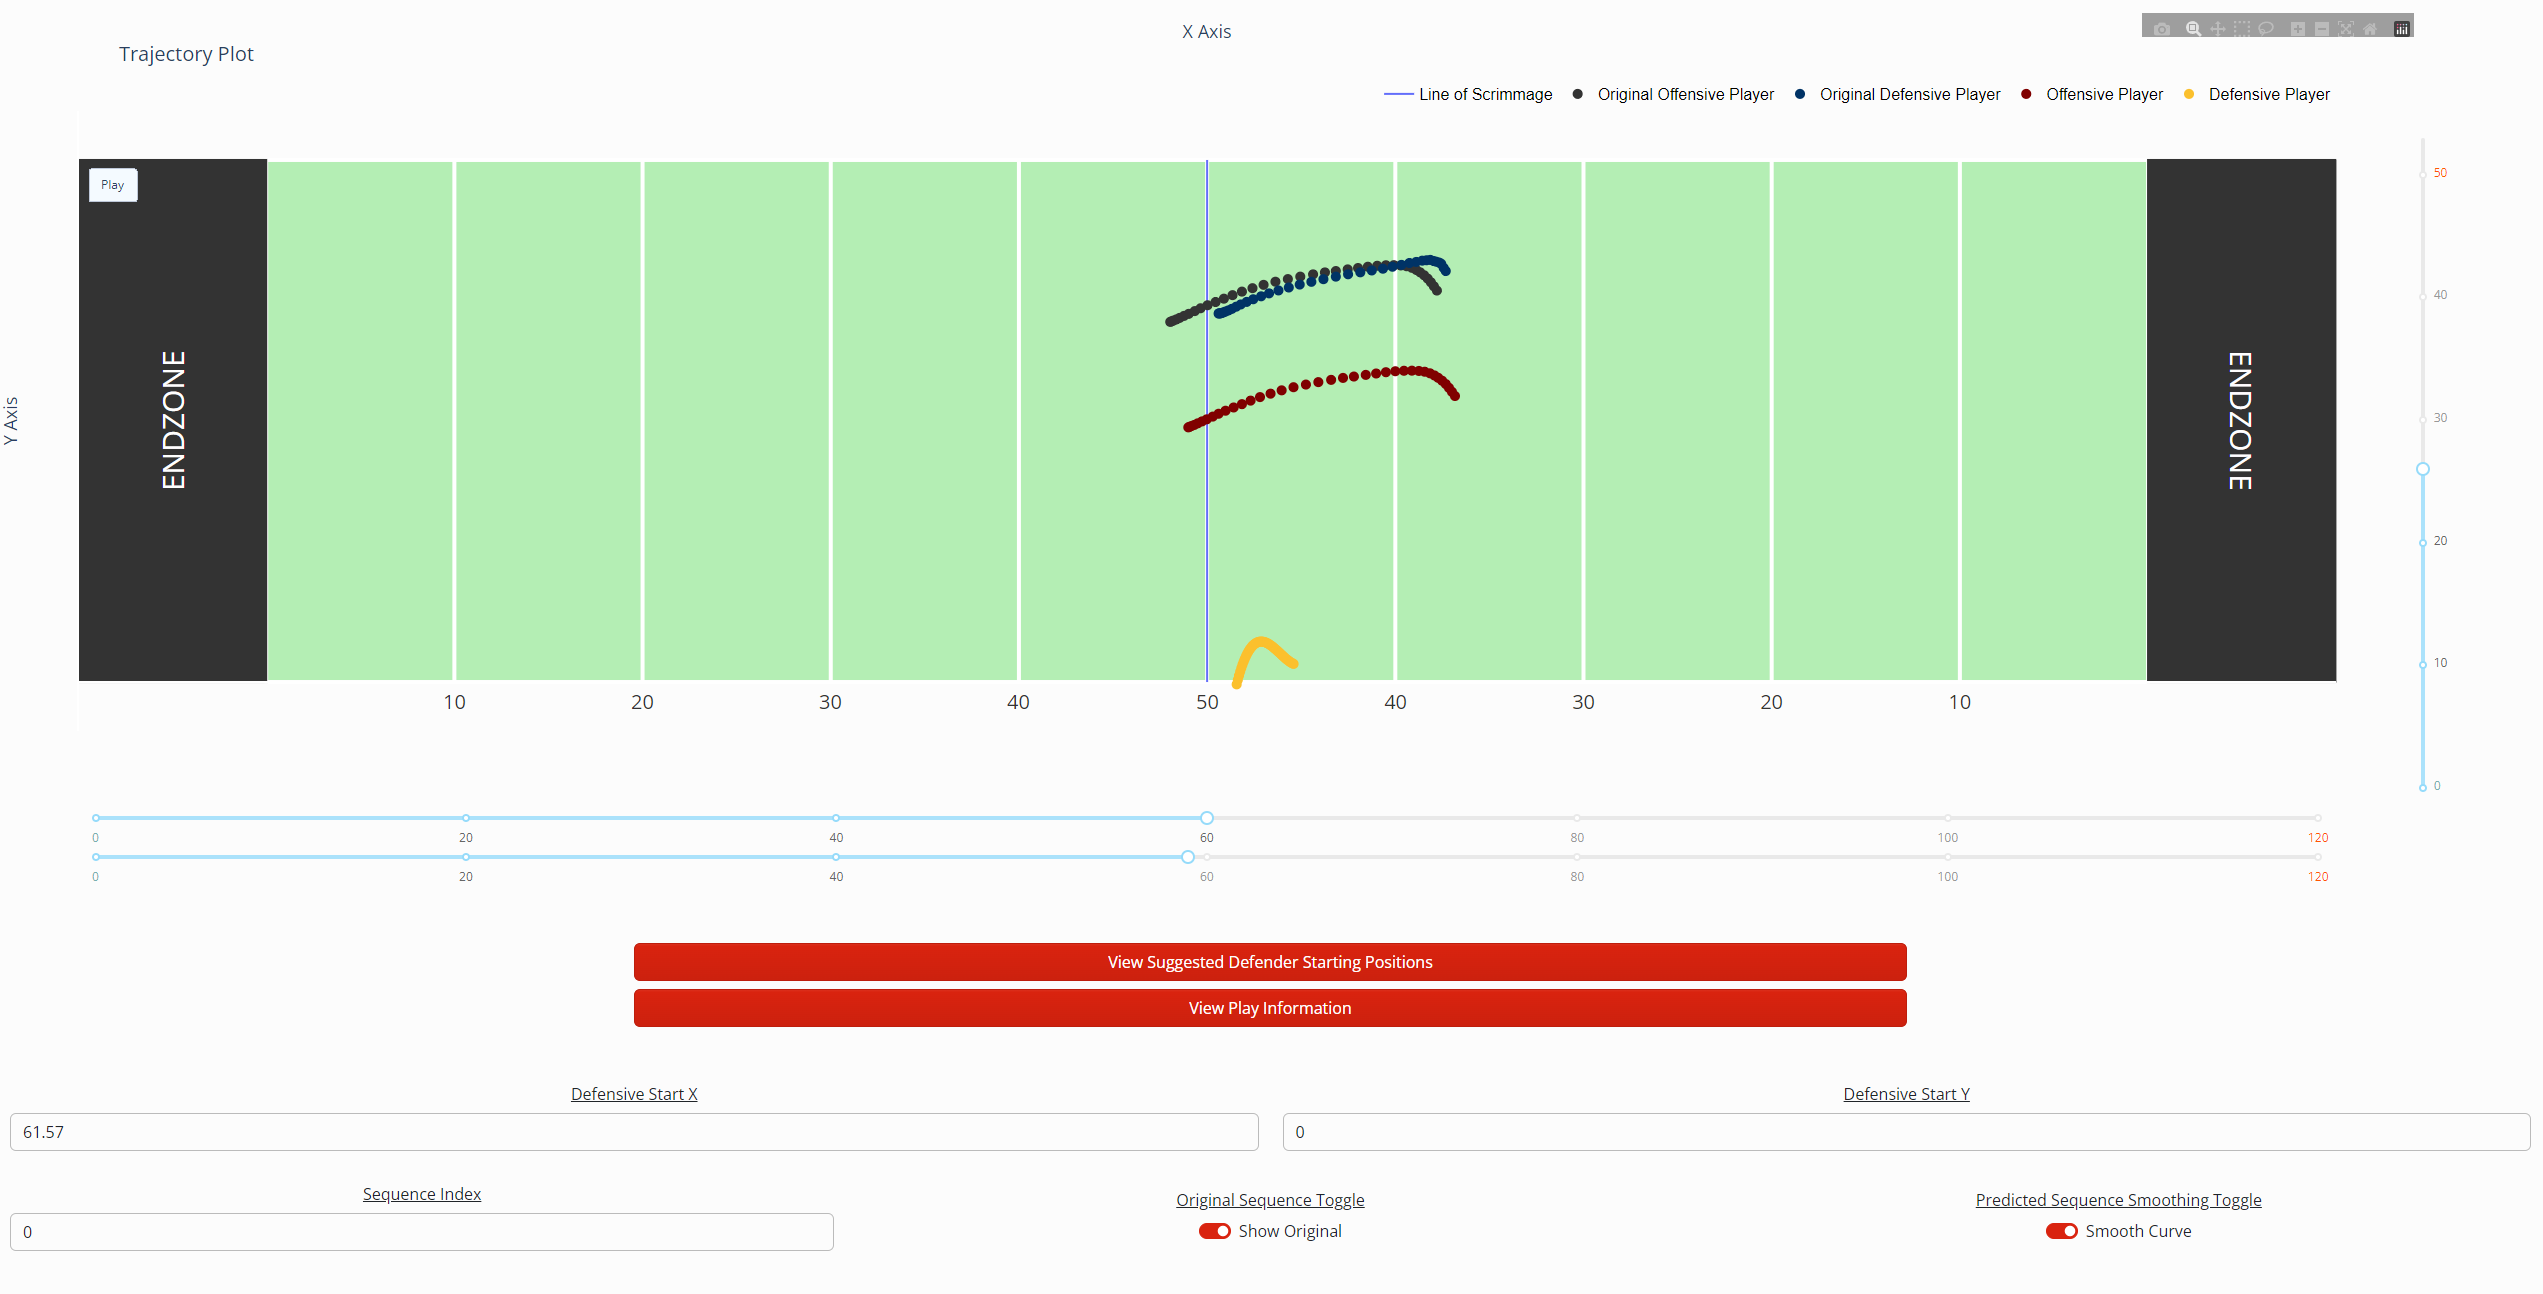 X Axis
Trajectory Plot
Line of Scrimmage Original Offensive Player Original Defensive Player Offensive Player Defensive Player
Play
ENDZONE
ENDZONE
Y Axis
10 20 30 40 50 40 30 20 10
50
40
30
20
10
0
0 20 40 60 80 100 120
0 20 40 60 80 100 120
View Suggested Defender Starting Positions
View Play Information
Defensive Start X Defensive Start Y
61.57 0
Sequence Index Original Sequence Toggle Predicted Sequence Smoothing Toggle
0 Show Original Smooth Curve